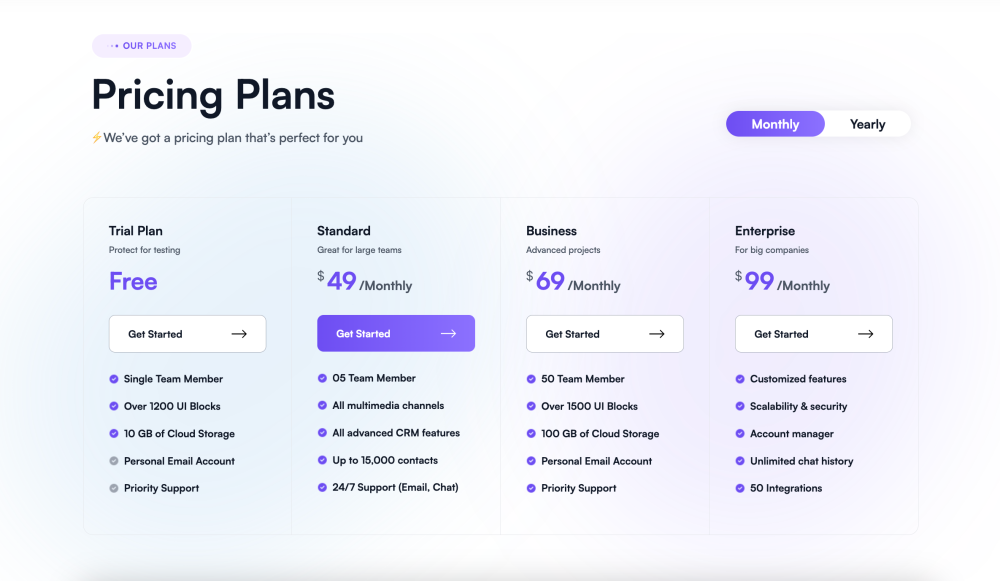 OUR PLANS
Pricing Plans
⚡We’ve got a pricing plan that’s perfect for you
Monthly
Yearly
Trial Plan
Protect for testing
Free
Get Started
Single Team Member
Over 1200 UI Blocks
10 GB of Cloud Storage
Personal Email Account
Priority Support
Standard
Great for large teams
$49/Monthly
Get Started
05 Team Member
All multimedia channels
All advanced CRM features
Up to 15,000 contacts
24/7 Support (Email, Chat)
Business
Advanced projects
$69/Monthly
Get Started
50 Team Member
Over 1500 UI Blocks
100 GB of Cloud Storage
Personal Email Account
Priority Support
Enterprise
For big companies
$99/Monthly
Get Started
Customized features
Scalability & security
Account manager
Unlimited chat history
50 Integrations